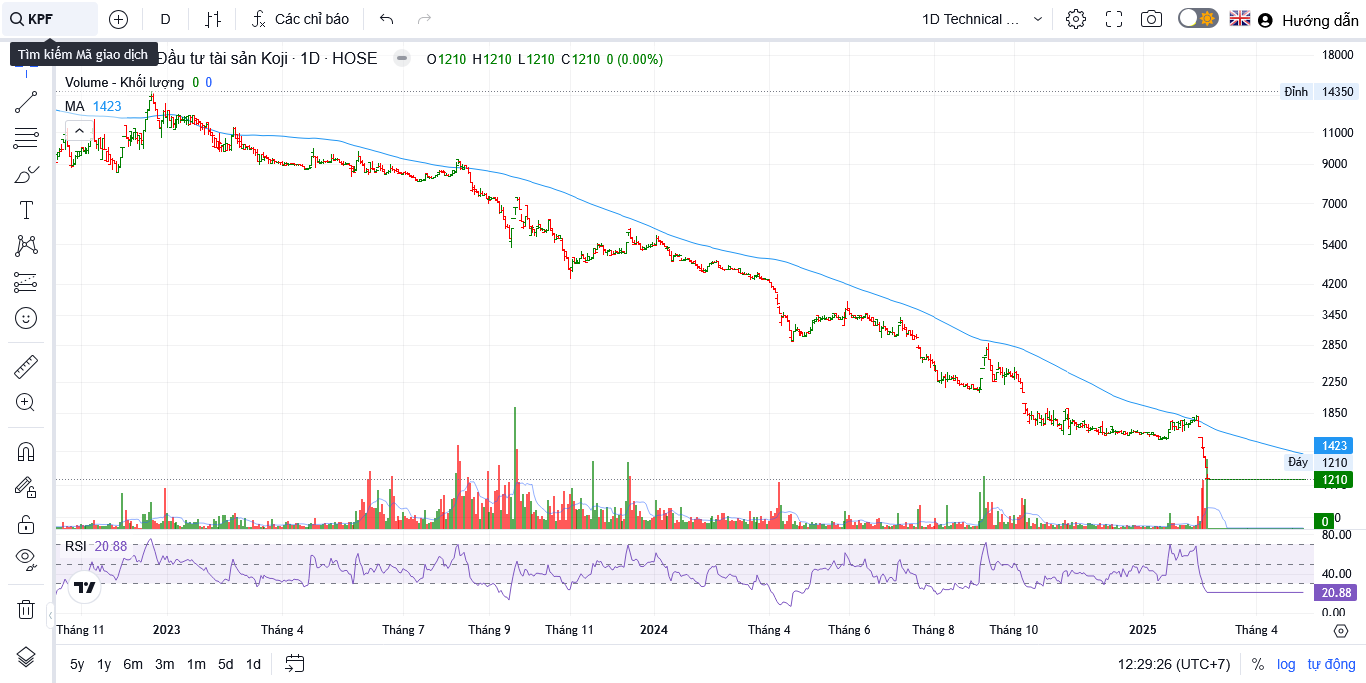 KPF
D
Các chỉ báo
1D Technical ...
Hướng dẫn
Tìm kiếm Mã giao dịch
Đầu tư tài sản Koji · 1D · HOSE
O1210 H1210 L1210 C1210 0 (0.00%)
Volume - Khối lượng 0 0
MA 1423
18000
Đỉnh 14350
11000
9000
7000
5400
4200
3450
2850
2250
1850
1423
Đáy 1210
1210
0
80.00
RSI 20.88
40.00
20.88
0.00
Tháng 11 2023 Tháng 4 Tháng 7 Tháng 9 Tháng 11 2024 Tháng 4 Tháng 6 Tháng 8 Tháng 10 2025 Tháng 4
5y 1y 6m 3m 1m 5d 1d
12:29:26 (UTC+7) % log tự động